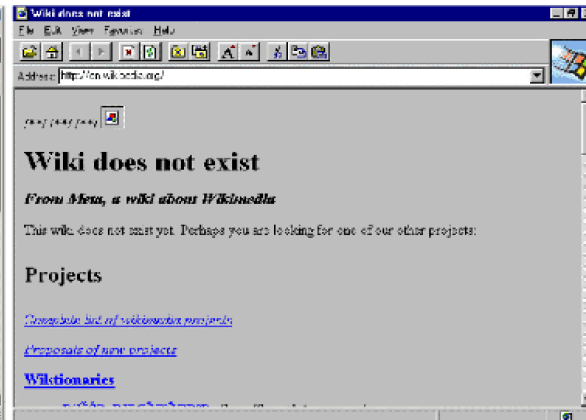 Wiki does not exist
File Edit View Favorites Help
Address: http://en.wikipedia.org/
Wiki does not exist
From Meta, a wiki about Wikimedia
This wiki does not exist yet. Perhaps you are looking for one of our other projects:
Projects
Complete list of wikimedia projects
Proposals of new projects
Wiktionaries